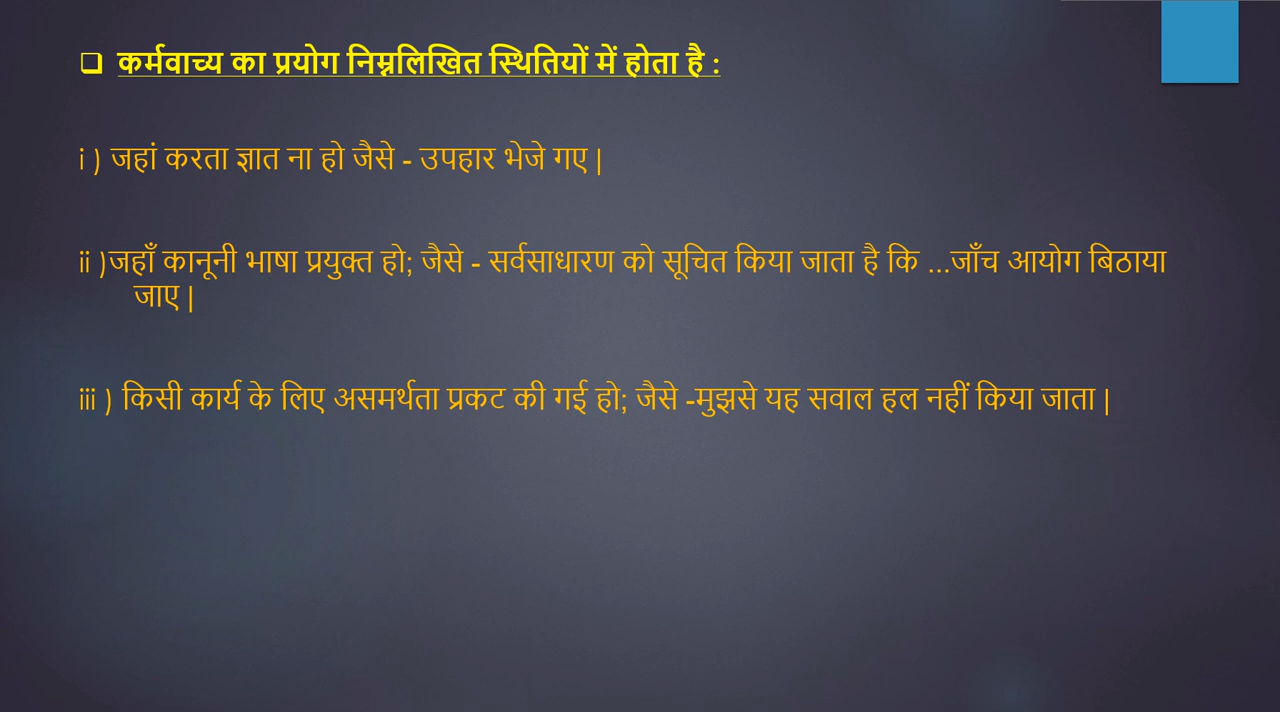 ❑ कर्मवाच्य का प्रयोग निम्नलिखित स्थितियों में होता है :
i ) जहां करता ज्ञात ना हो जैसे - उपहार भेजे गए |
ii )जहाँ कानूनी भाषा प्रयुक्त हो; जैसे - सर्वसाधारण को सूचित किया जाता है कि ...जाँच आयोग बिठाया
जाए |
iii ) किसी कार्य के लिए असमर्थता प्रकट की गई हो; जैसे -मुझसे यह सवाल हल नहीं किया जाता |